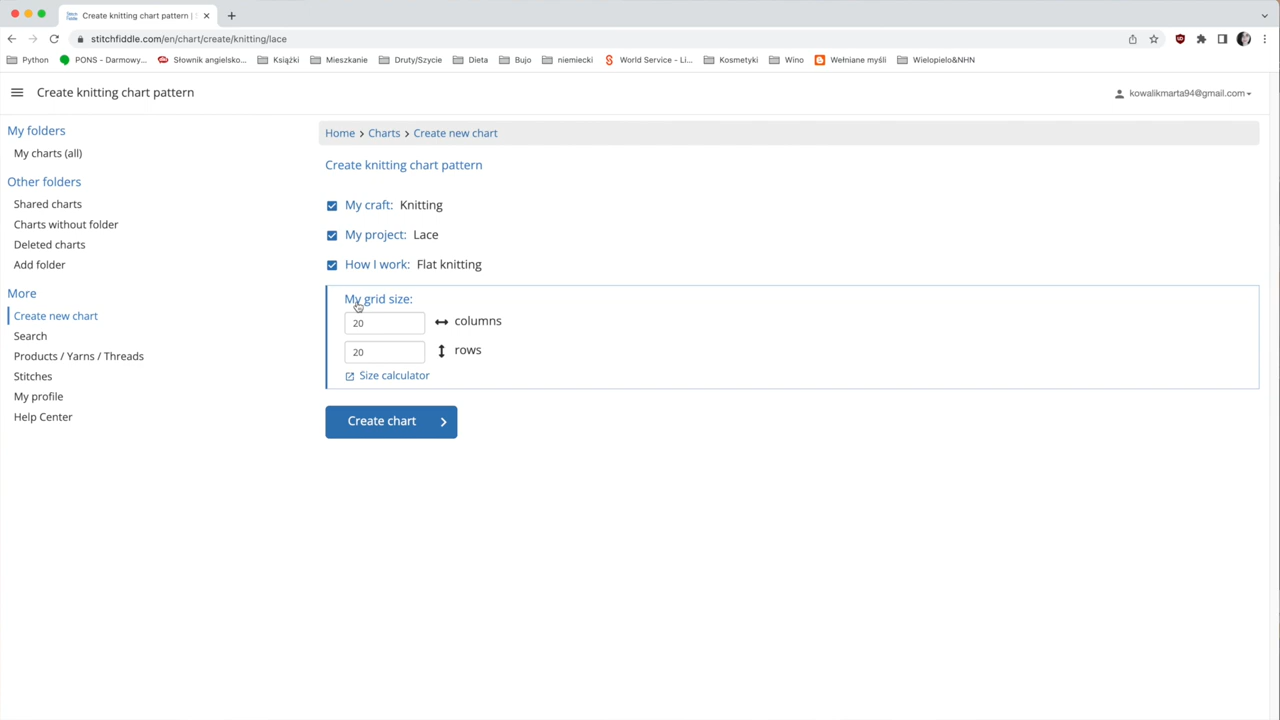 Create knitting chart pattern |
stitchfiddle.com/en/chart/create/knitting/lace
Python PONS - Darmowy... Słownik angielsko... Książki Mieszkanie Druty/Szycie Dieta Bujo niemiecki World Service - Li... Kosmetyki Wino Wełniane myśli Wielopielo&NHN
Create knitting chart pattern
kowalikmarta94@gmail.com
My folders
My charts (all)
Other folders
Shared charts
Charts without folder
Deleted charts
Add folder
More
Create new chart
Search
Products / Yarns / Threads
Stitches
My profile
Help Center
Home > Charts > Create new chart
Create knitting chart pattern
My craft: Knitting
My project: Lace
How I work: Flat knitting
My grid size:
20 columns
20 rows
Size calculator
Create chart